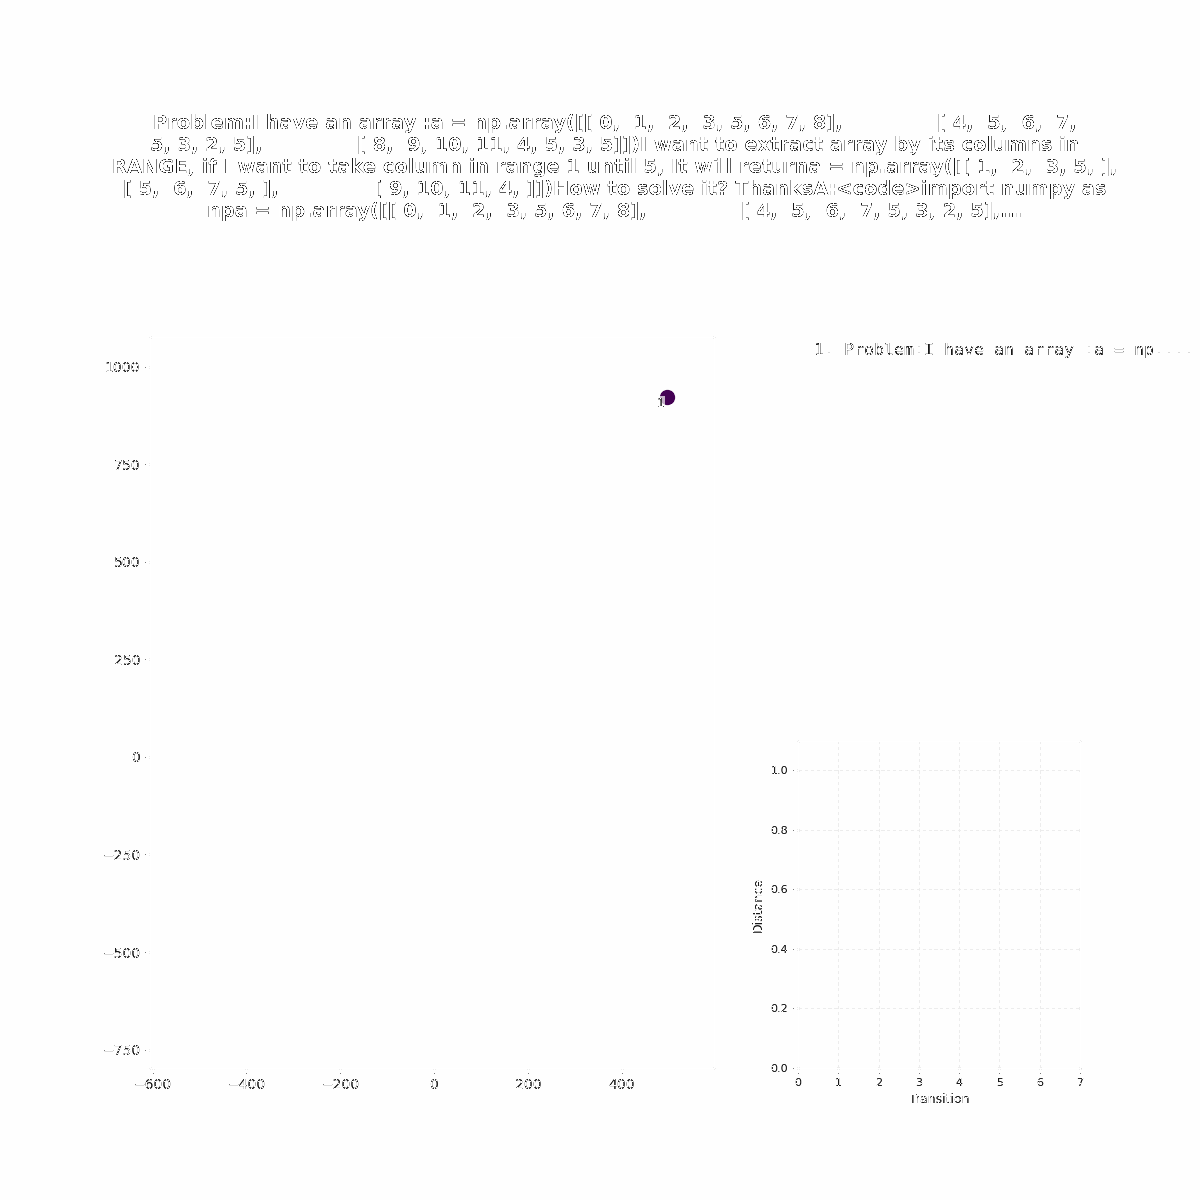 Problem:I have an array :a = np.array([[ 0, 1, 2, 3, 5, 6, 7, 8], [ 4, 5, 6, 7,
5, 3, 2, 5], [ 8, 9, 10, 11, 4, 5, 3, 5]])I want to extract array by its columns in
RANGE, if I want to take column in range 1 until 5, It will returna = np.array([[ 1, 2, 3, 5, ],
[ 5, 6, 7, 5, ], [ 9, 10, 11, 4, ]])How to solve it? ThanksA:<code>import numpy as
npa = np.array([[ 0, 1, 2, 3, 5, 6, 7, 8], [ 4, 5, 6, 7, 5, 3, 2, 5],....
1. Problem:I have an array :a = np....
1000
1
750
500
250
0
−250
−500
−750
−600 −400 −200 0 200 400
1.0
0.8
0.6
0.4
0.2
0.0
Distance
0 1 2 3 4 5 6 7
Transition